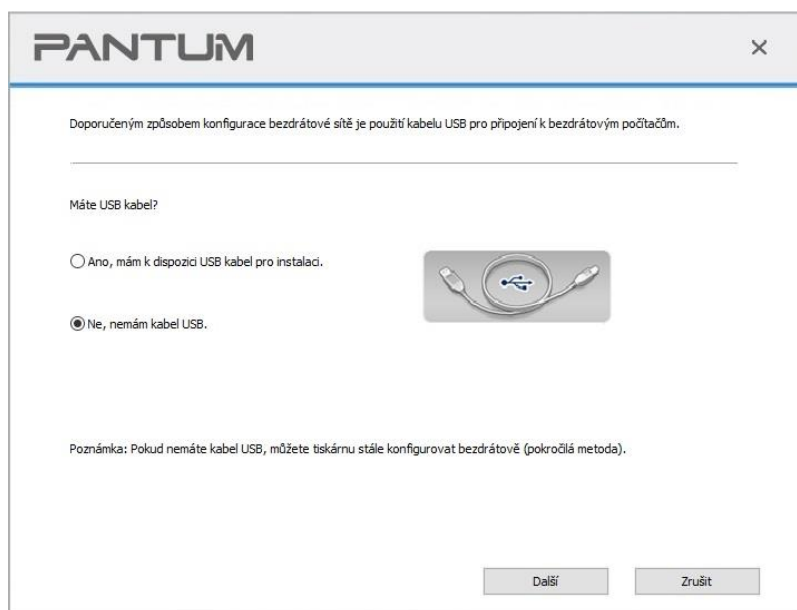 PANTUM
Doporučeným způsobem konfigurace bezdrátové sítě je použití kabelu USB pro připojení k bezdrátovým počítačům.
Máte USB kabel?
Ano, mám k dispozici USB kabel pro instalaci.
Ne, nemám kabel USB.
Poznámka: Pokud nemáte kabel USB, můžete tiskárnu stále konfigurovat bezdrátově (pokročilá metoda).
Další
Zrušit